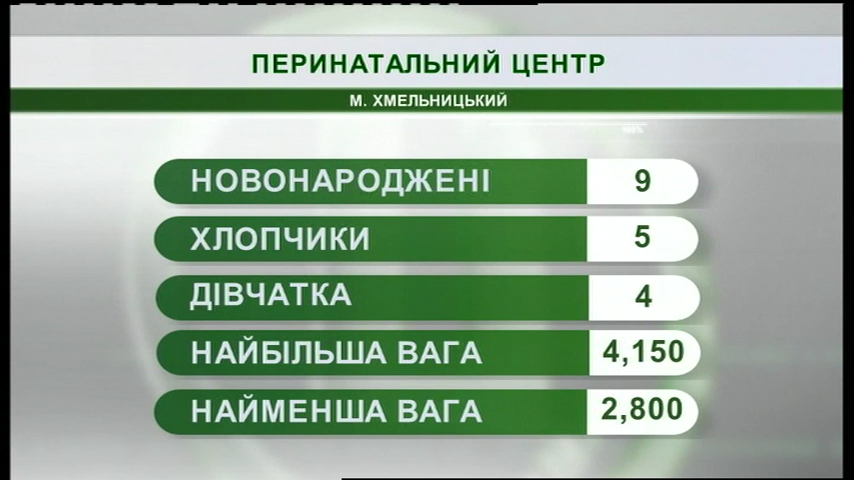 ПЕРИНАТАЛЬНИЙ ЦЕНТР
М. ХМЕЛЬНИЦЬКИЙ
НОВОНАРОДЖЕНІ 9
ХЛОПЧИКИ 5
ДІВЧАТКА 4
НАЙБІЛЬША ВАГА 4,150
НАЙМЕНША ВАГА 2,800